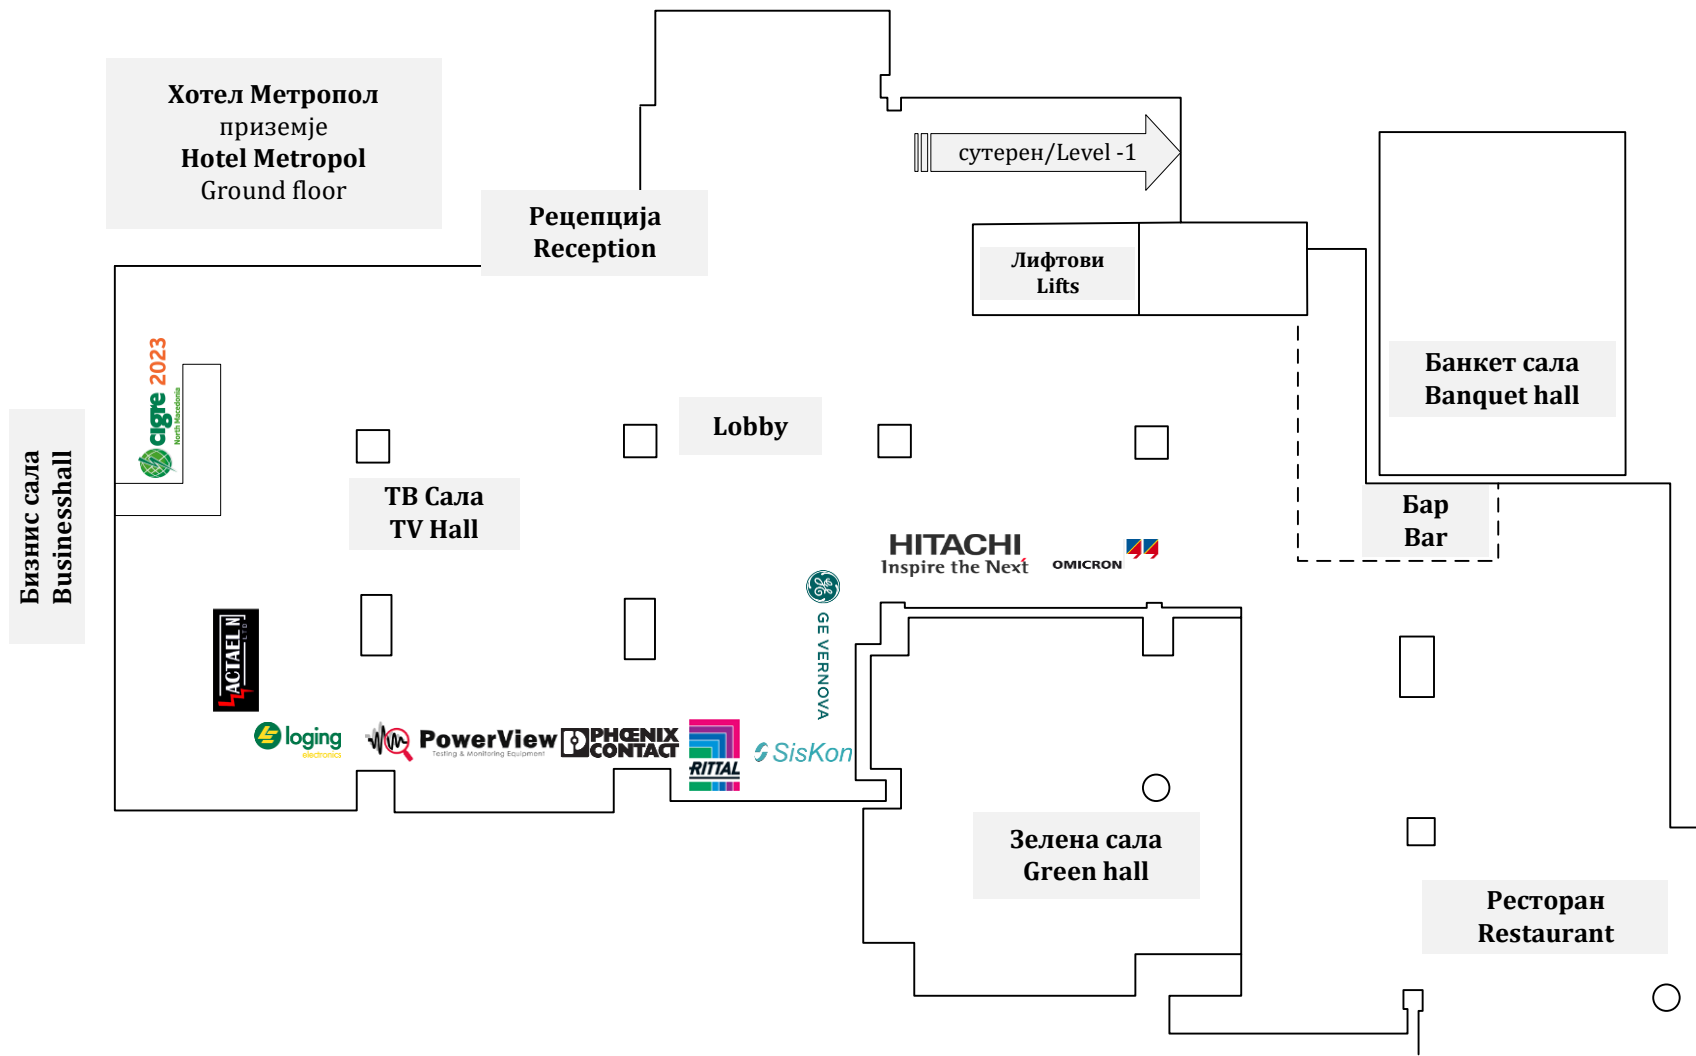 Хотел Метропол
приземје
Hotel Metropol
Ground floor
сутерен/Level -1
Рецепција
Reception
Лифтови
Lifts
Банкет сала
Banquet hall
cigre 2023
North Macedonia
Lobby
Бизнис сала
Businesshall
ТВ Сала
TV Hall
Бар
Bar
HITACHI
Inspire the Next
OMICRON
GE VERNOVA
ACTAEL N
LTD
loging
electronics
PowerView
Testing & Monitoring Equipment
PHŒNIX
CONTACT
RITTAL
SisKon
Зелена сала
Green hall
Ресторан
Restaurant